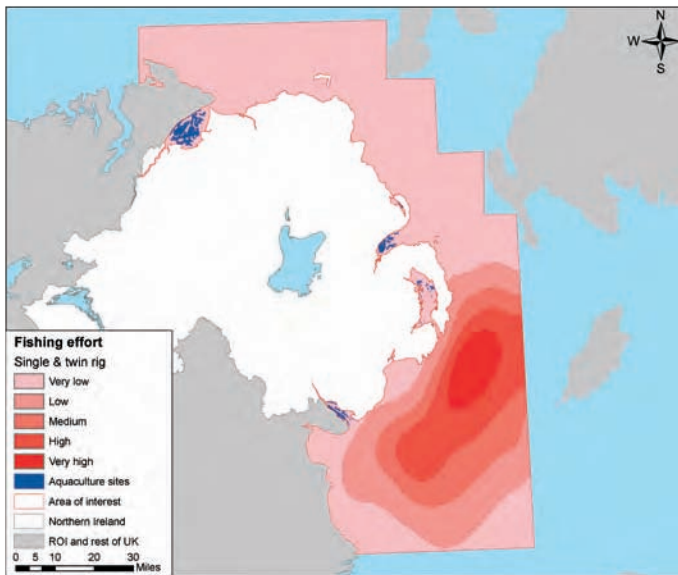 N
W
S
Fishing effort
Single & twin rig
Very low
Low
Medium
High
Very high
Aquaculture sites
Area of interest
Northern Ireland
ROI and rest of UK
0 5 10 20 30
Miles